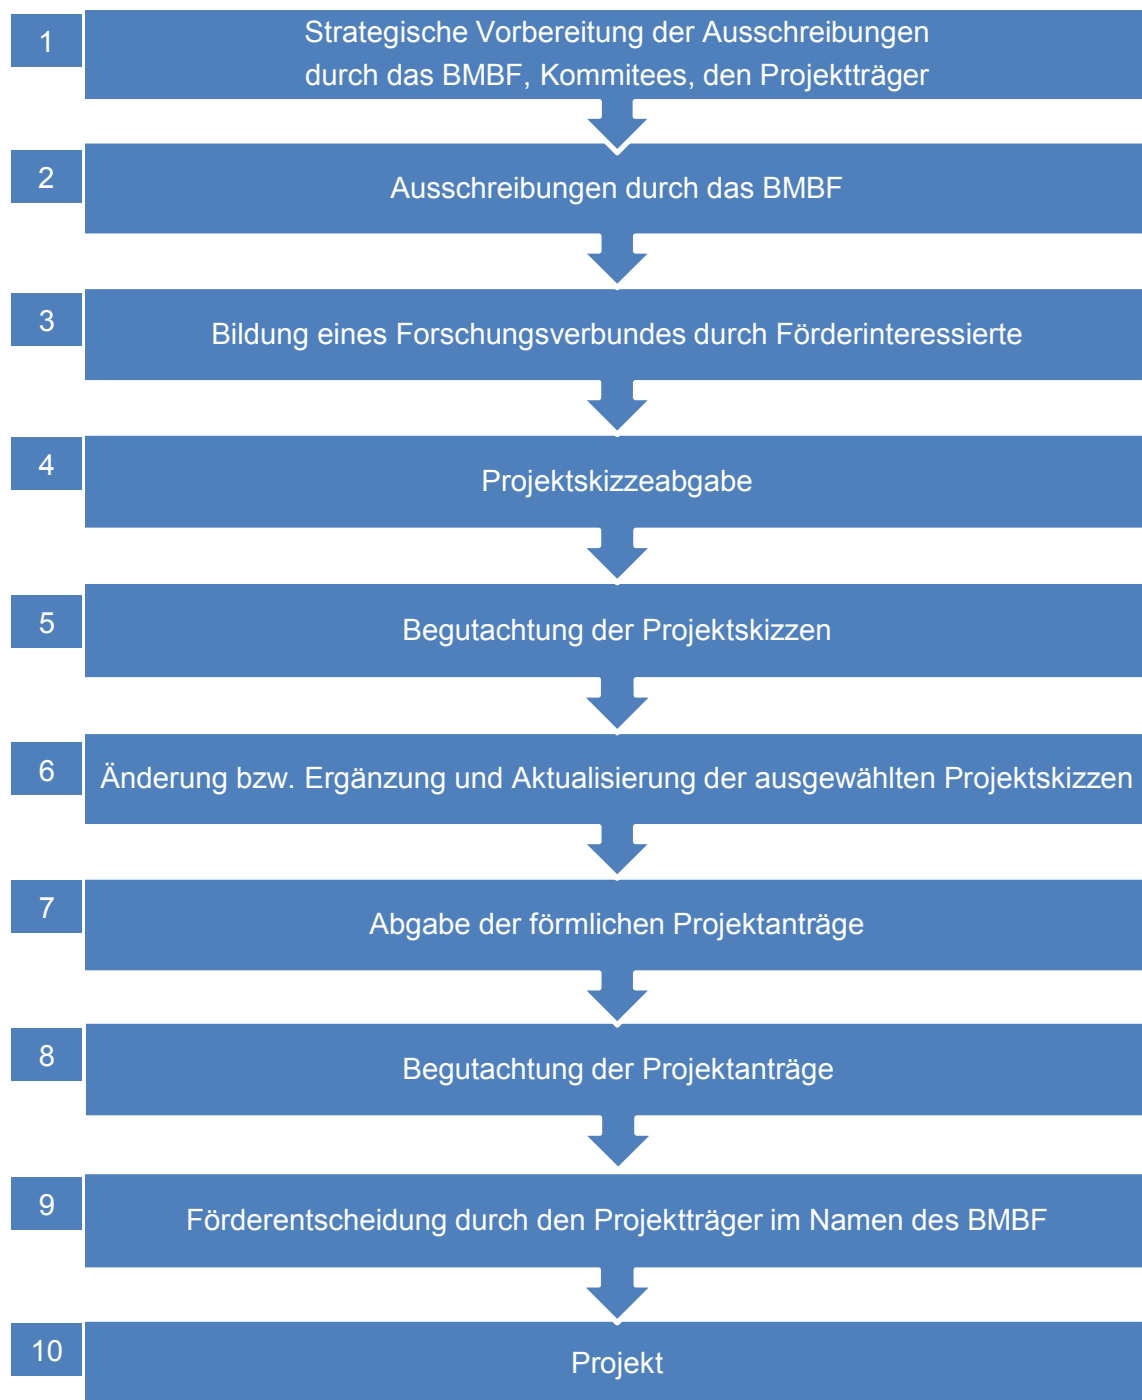 1
Strategische Vorbereitung der Ausschreibungen
durch das BMBF, Kommitees, den Projektträger
2
Ausschreibungen durch das BMBF
3
Bildung eines Forschungsverbundes durch Förderinteressierte
4
Projektskizzeabgabe
5
Begutachtung der Projektskizzen
6
Änderung bzw. Ergänzung und Aktualisierung der ausgewählten Projektskizzen
7
Abgabe der förmlichen Projektanträge
8
Begutachtung der Projektanträge
9
Förderentscheidung durch den Projektträger im Namen des BMBF
10
Projekt